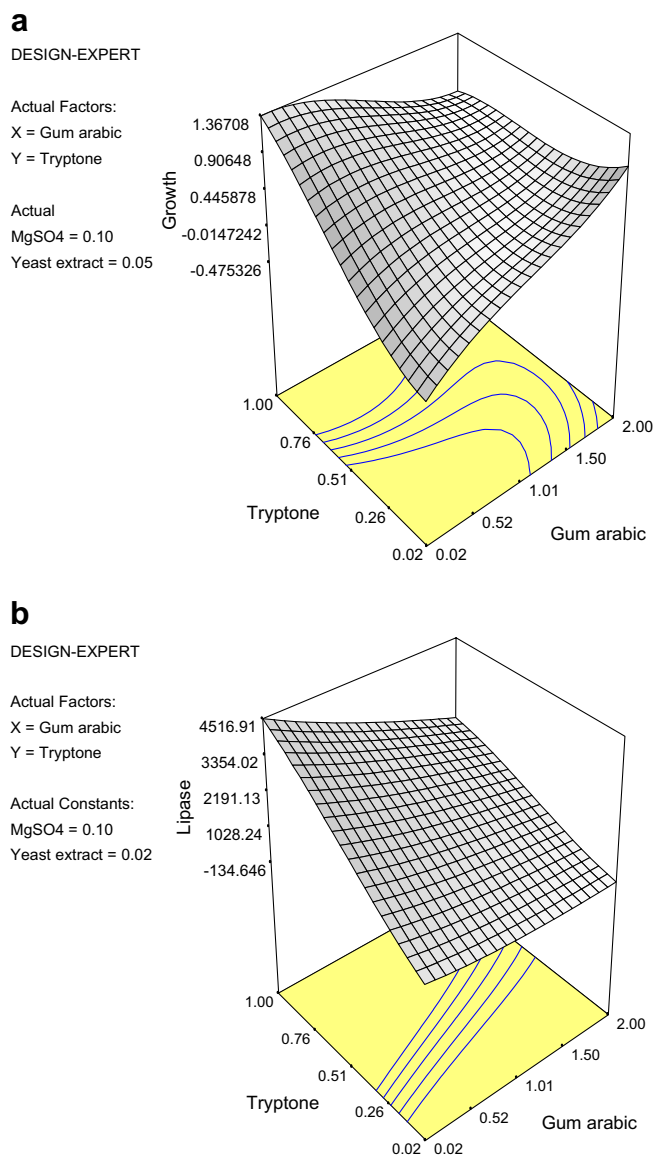 a
DESIGN-EXPERT
Actual Factors:
X = Gum arabic
Y = Tryptone
Actual
MgSO4 = 0.10
Yeast extract = 0.05
1.36708
0.90648
0.445878
-0.0147242
-0.475326
Growth
1.00
0.76
0.51
0.26
0.02
Tryptone
0.02
0.52
1.01
1.50
2.00
Gum arabic
b
DESIGN-EXPERT
Actual Factors:
X = Gum arabic
Y = Tryptone
Actual Constants:
MgSO4 = 0.10
Yeast extract = 0.02
4516.91
3354.02
2191.13
1028.24
-134.646
Lipase
1.00
0.76
0.51
0.26
0.02
Tryptone
0.02
0.52
1.01
1.50
2.00
Gum arabic